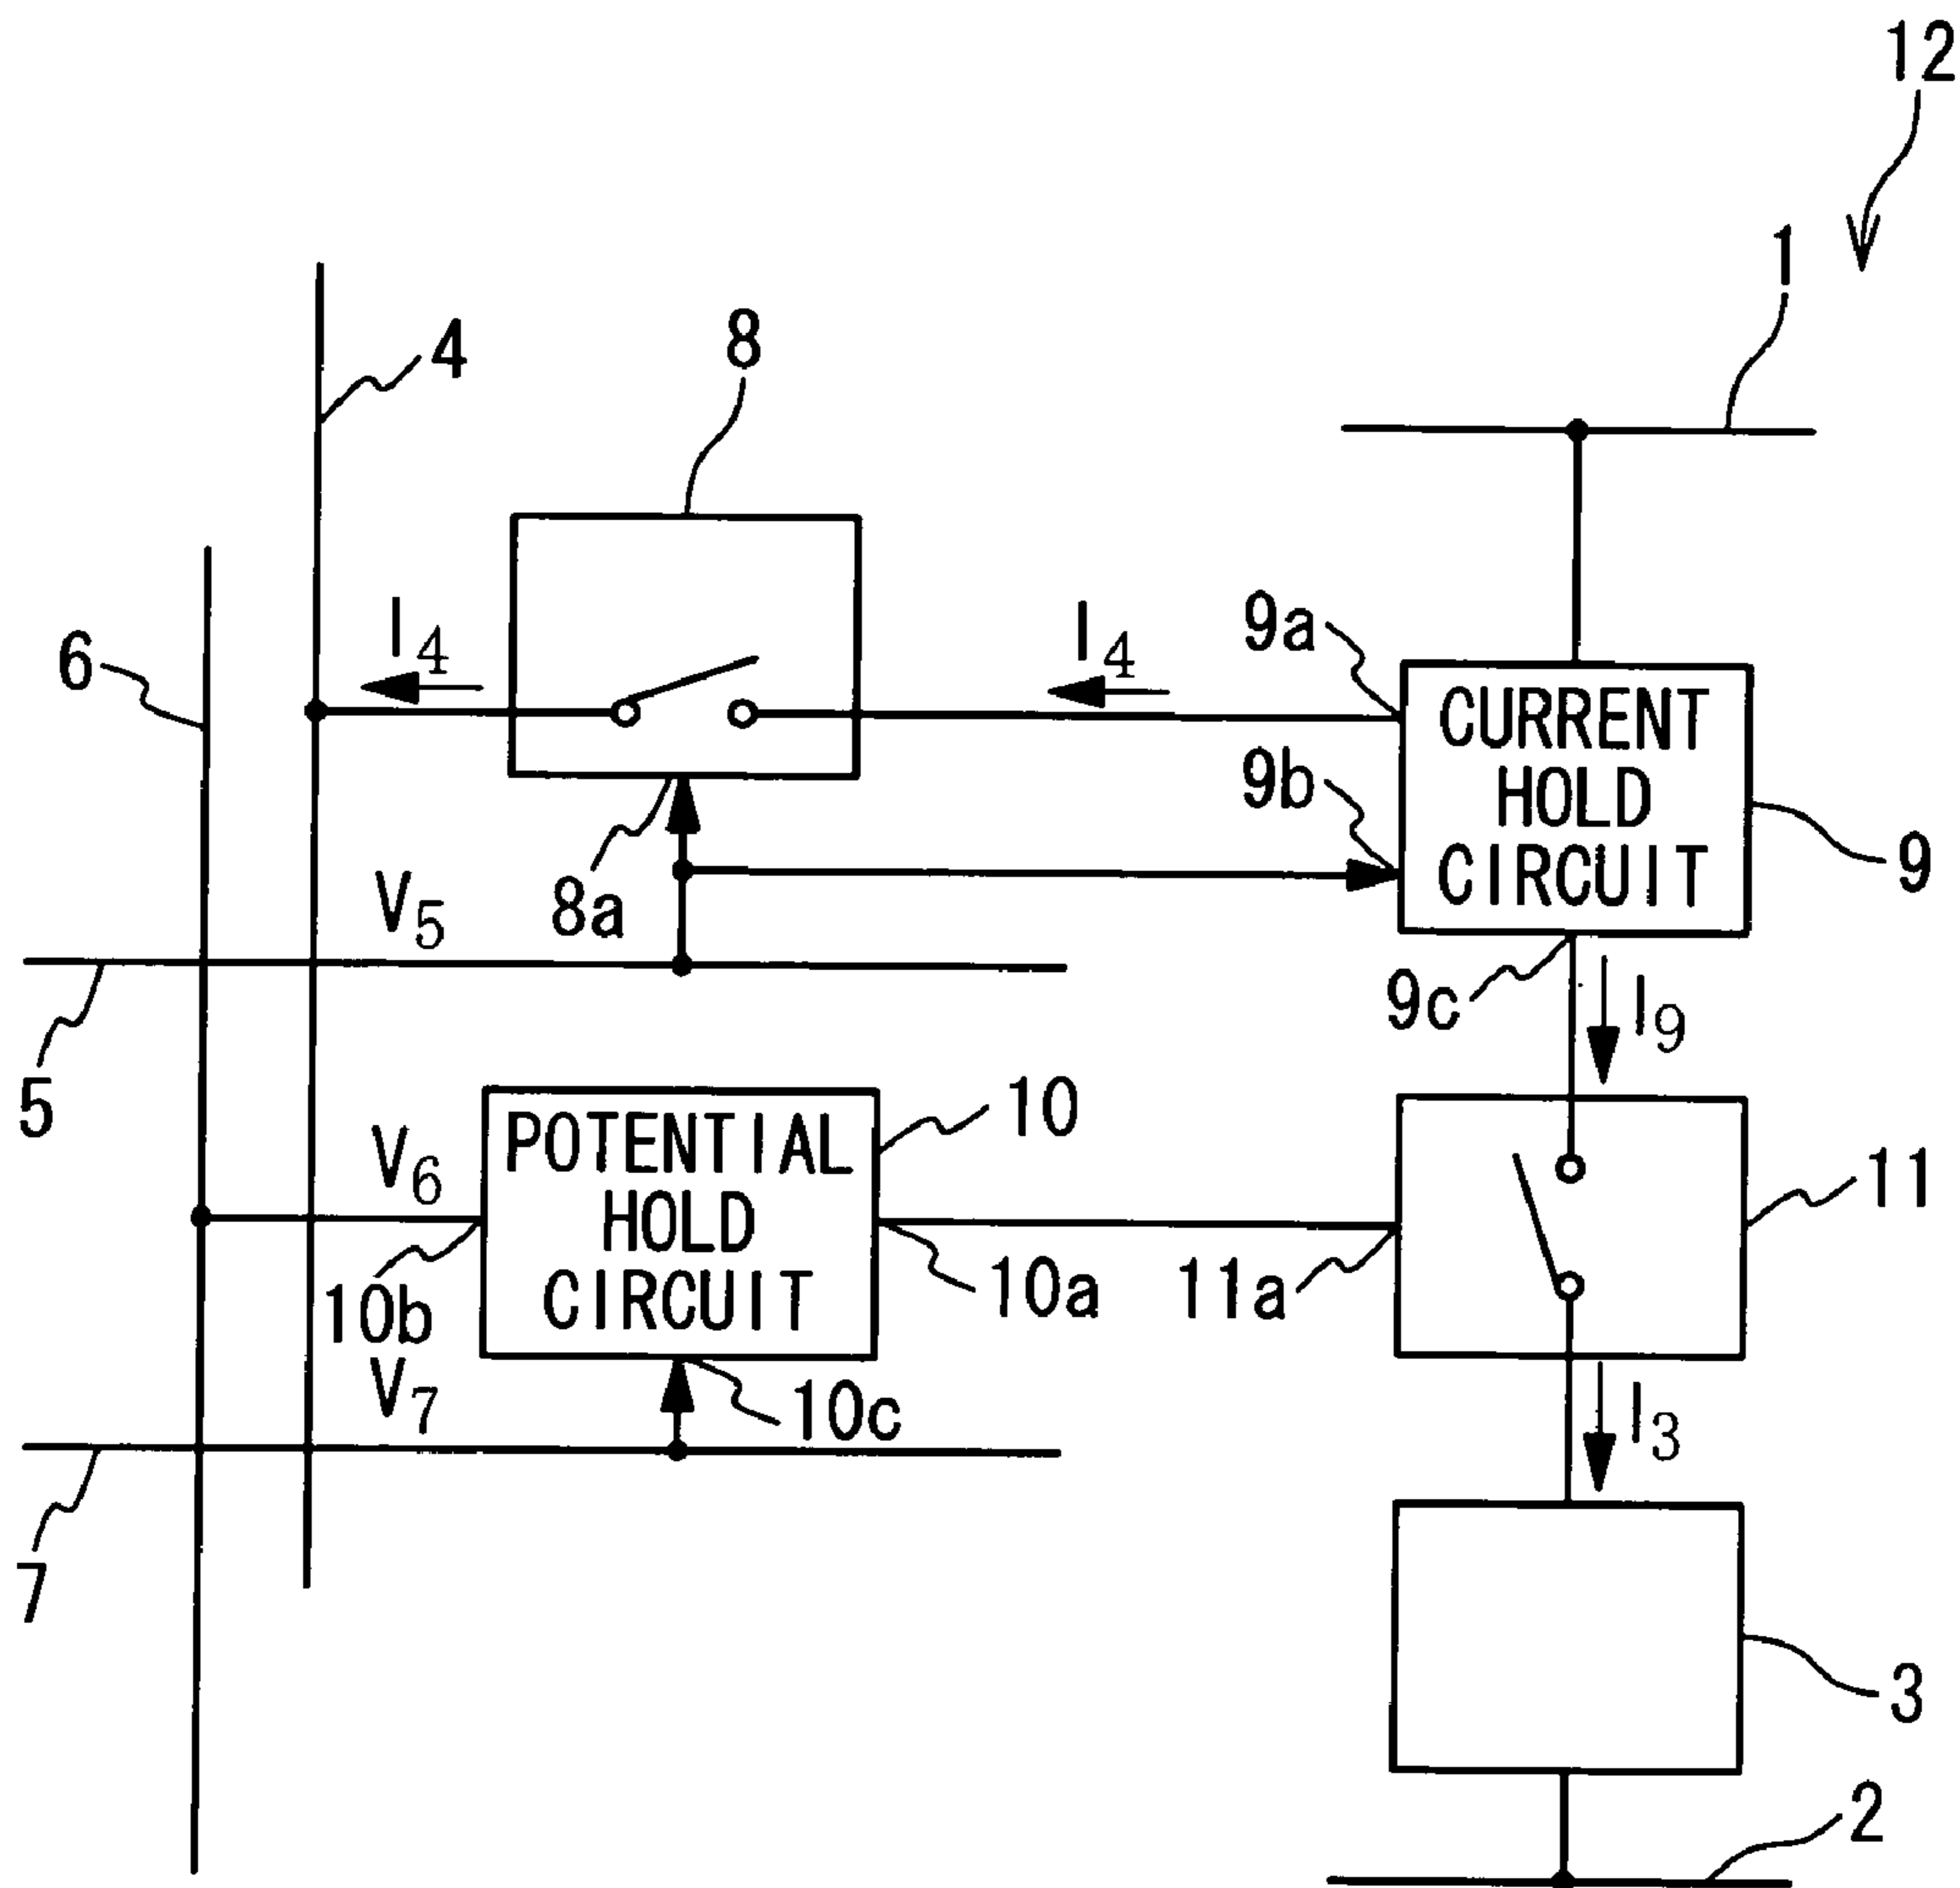 12
1
4
8
I4
I4
9a
6
CURRENT
HOLD
CIRCUIT
9b
9
V5
8a
9c
I9
5
10
POTENTIAL
HOLD
CIRCUIT
V6
11
10a
11a
10b
V7
10c
I3
7
3
2